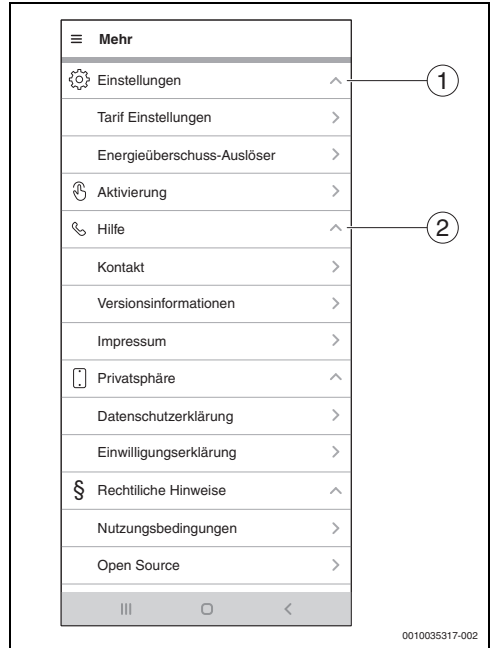 Mehr
Einstellungen
1
Tarif Einstellungen
Energieüberschuss-Auslöser
Aktivierung
Hilfe
2
Kontakt
Versionsinformationen
Impressum
Privatsphäre
Datenschutzerklärung
Einwilligungserklärung
§ Rechtliche Hinweise
Nutzungsbedingungen
Open Source
0010035317-002